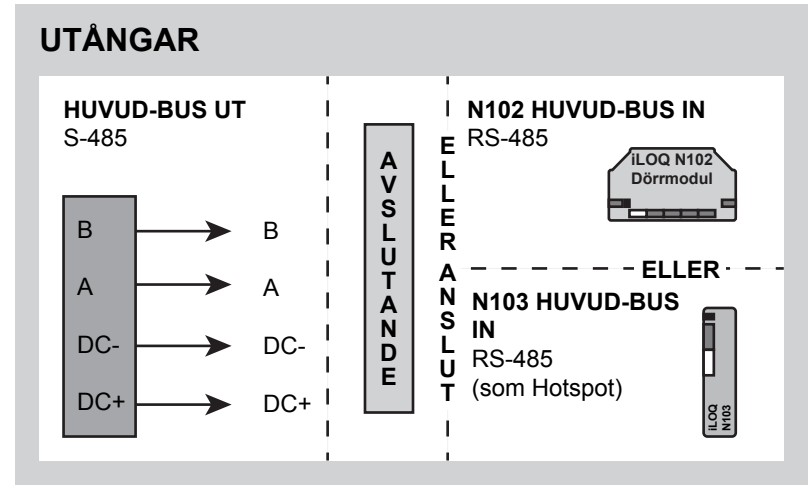 UTÅNGAR
HUVUD-BUS UT
S-485
B
B
A
A
DC-
DC-
DC+
DC+
AVSLUTANDE
ELLER ANSLUT
N102 HUVUD-BUS IN
RS-485
iLOQ N102
Dörrmodul
ELLER
N103 HUVUD-BUS
IN
RS-485
(som Hotspot)
iLOQ
N103